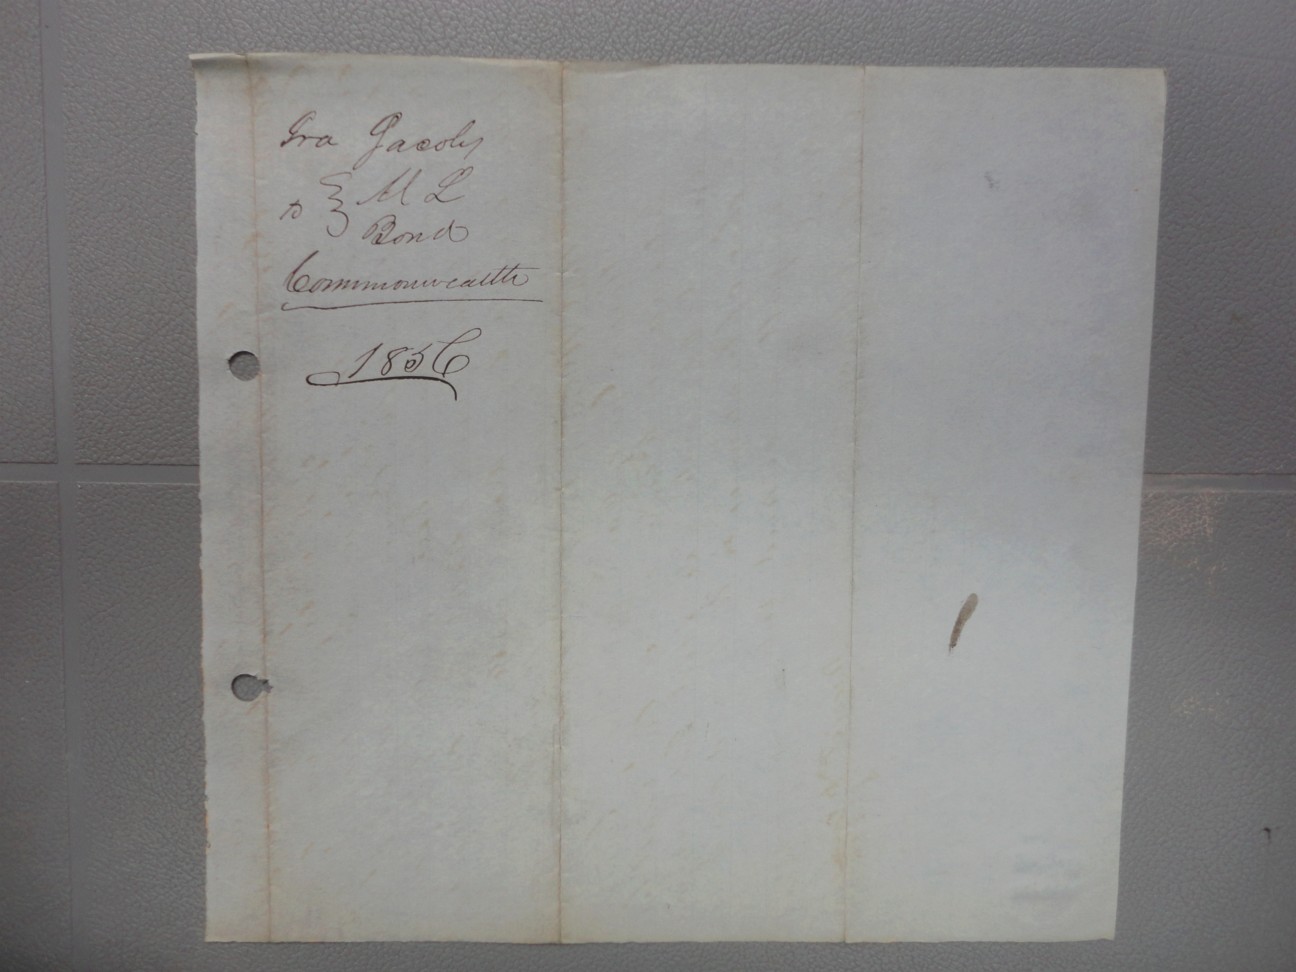 Ira Jacobs
to } M L
Bond
Commonwealth
1856